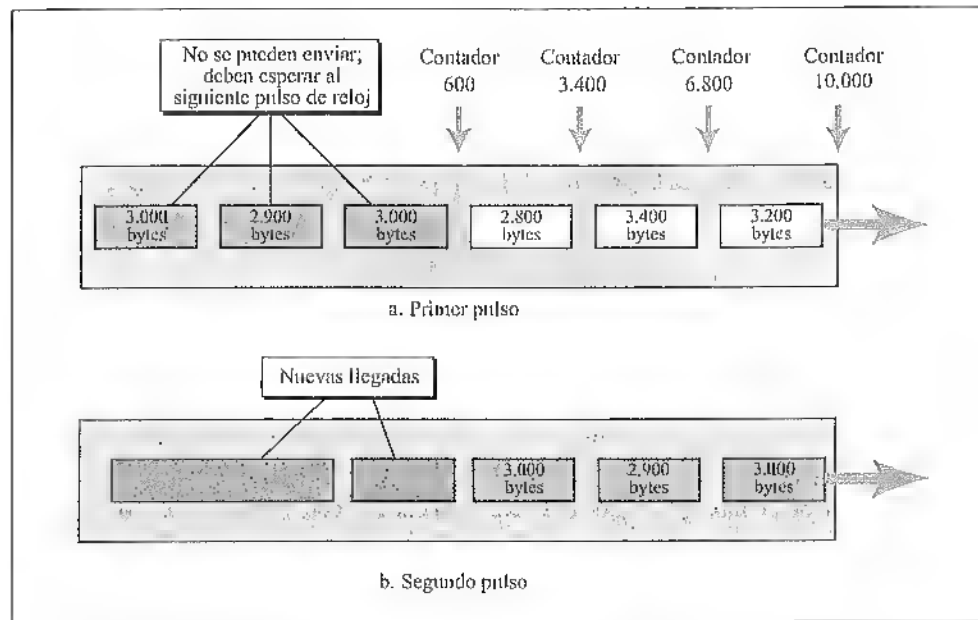 No se pueden enviar;
deben esperar al
siguiente pulso de reloj
Contador
600
Contador
3.400
Contador
6.800
Contador
10.000
3.000
bytes
2.900
bytes
3.000
bytes
2.800
bytes
3.400
bytes
3.200
bytes
a. Primer pulso
Nuevas llegadas
3.000
bytes
2.900
bytes
3.000
bytes
b. Segundo pulso